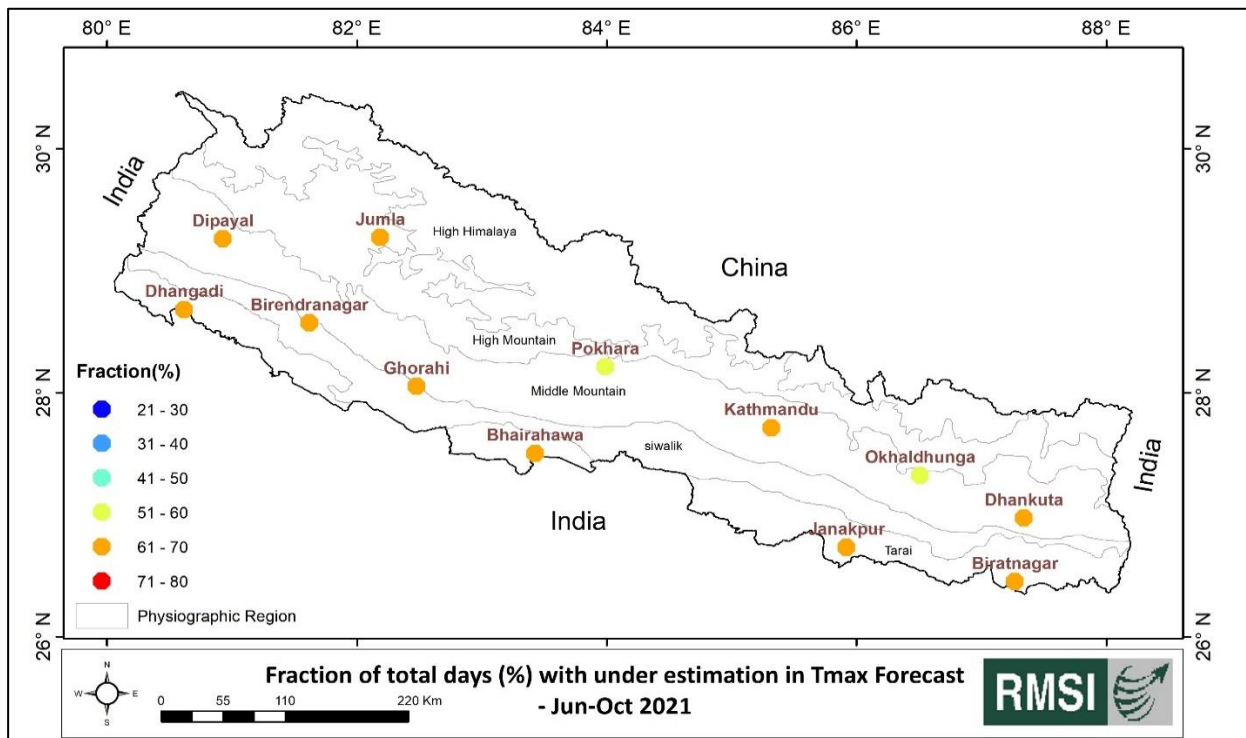 80° E 82° E 84° E 86° E 88° E
30° N
30° N
India
Dipayal
Jumla
High Himalaya
China
Dhangadi
Birendranagar
High Mountain
Pokhara
Ghorahi
Middle Mountain
28° N
28° N
Kathmandu
Bhairahawa
siwalik
Okhaldhunga
India
Dhankuta
India
Janakpur
Tarai
Biratnagar
Fraction(%)
21 - 30
31 - 40
41 - 50
51 - 60
61 - 70
71 - 80
Physiographic Region
26° N
26° N
N
W E
S
0 55 110 220 Km
Fraction of total days (%) with under estimation in Tmax Forecast
- Jun-Oct 2021
RMSI